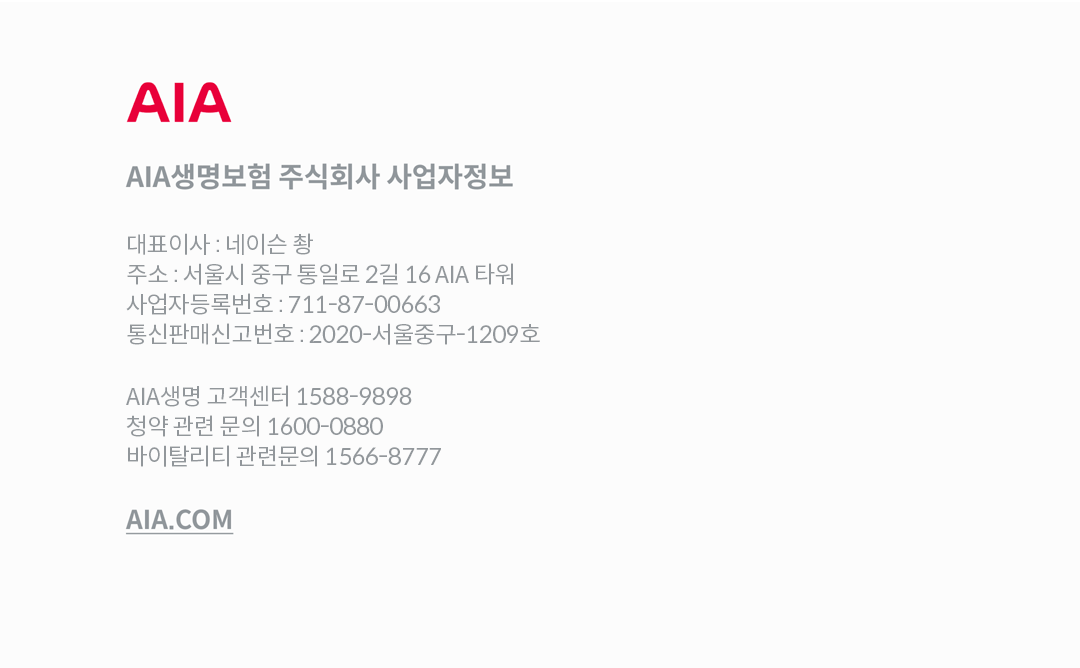 AIA
AIA생명보험 주식회사 사업자정보
대표이사 : 네이슨 촹
주소 : 서울시 중구 통일로 2길 16 AIA 타워
사업자등록번호 : 711-87-00663
통신판매신고번호 : 2020-서울중구-1209호
AIA생명 고객센터 1588-9898
청약 관련 문의 1600-0880
바이탈리티 관련문의 1566-8777
AIA.COM